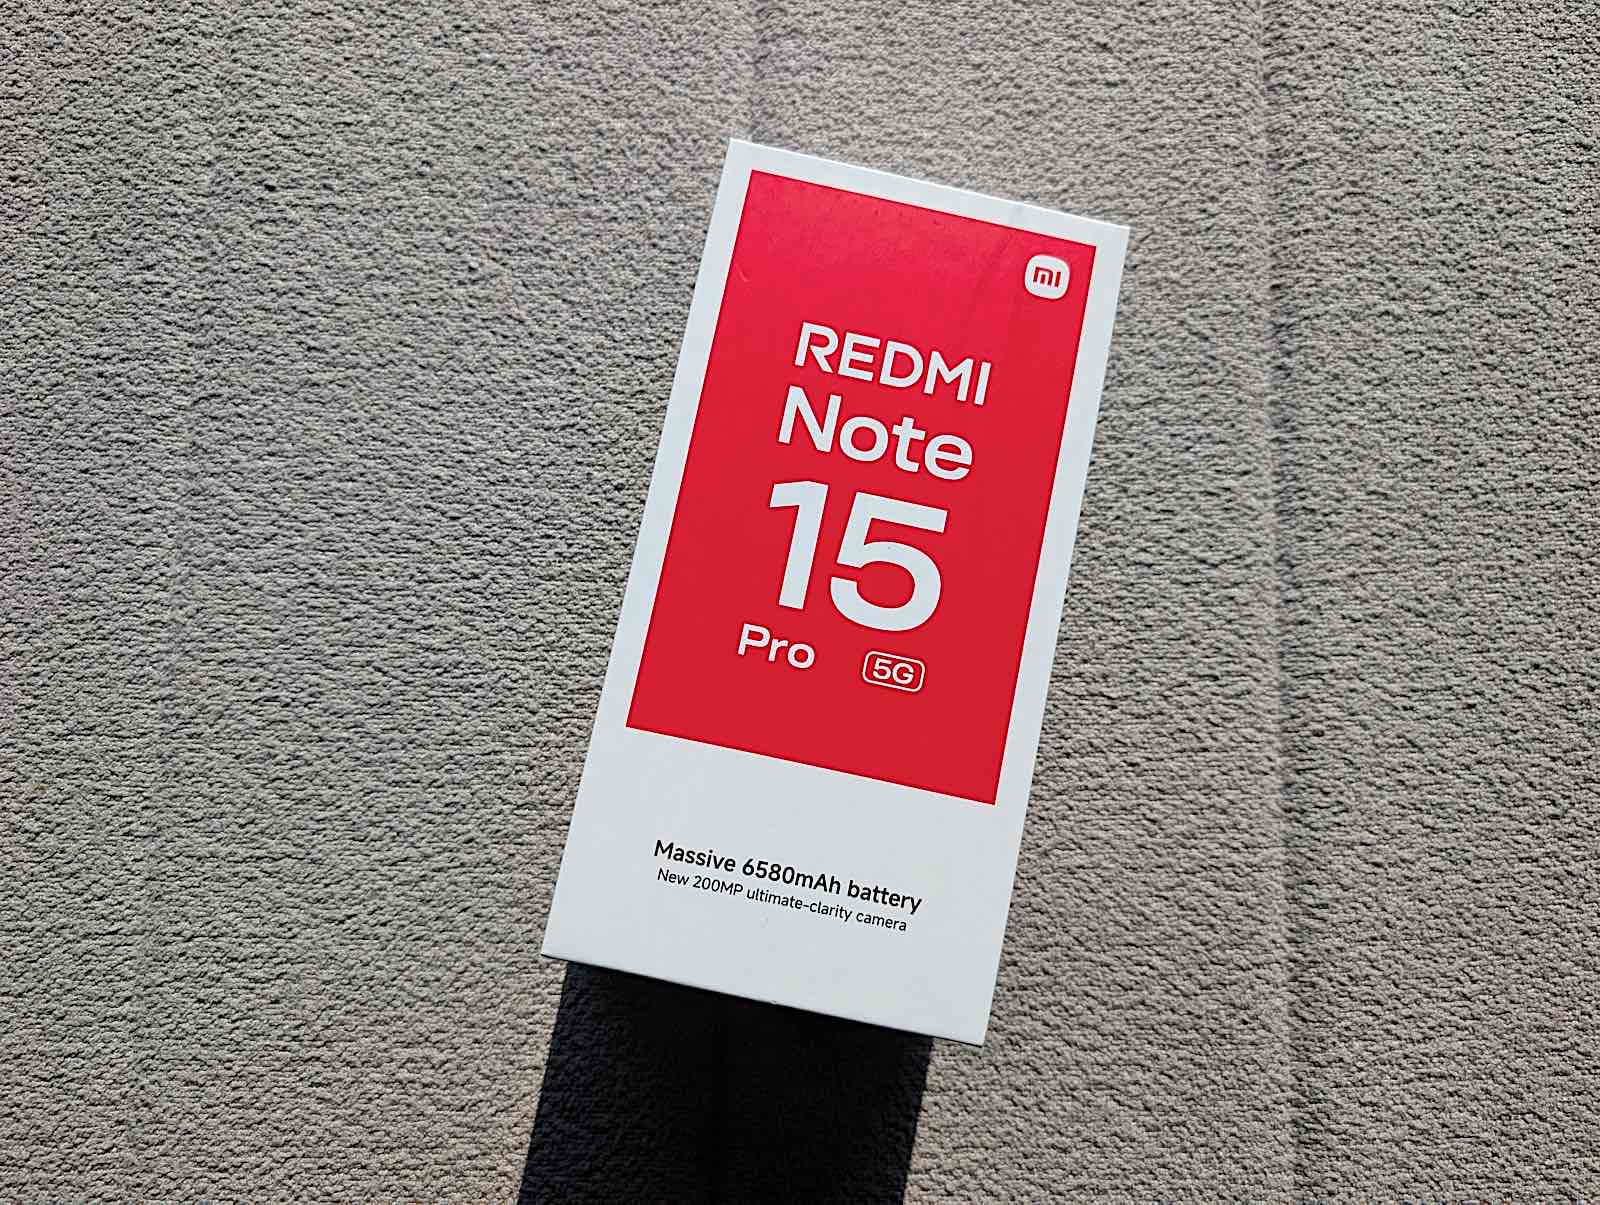 mi
REDMI
Note
15
Pro 5G
Massive 6580mAh battery
New 200MP ultimate-clarity camera